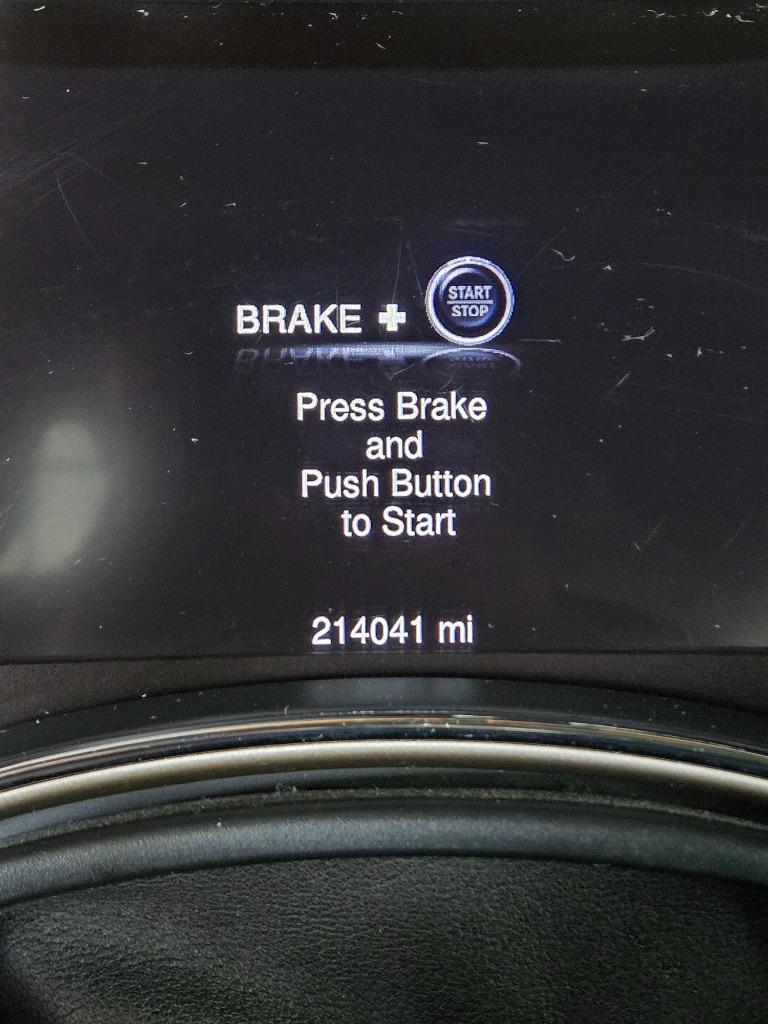 BRAKE + START
STOP
Press Brake
and
Push Button
to Start
214041 mi